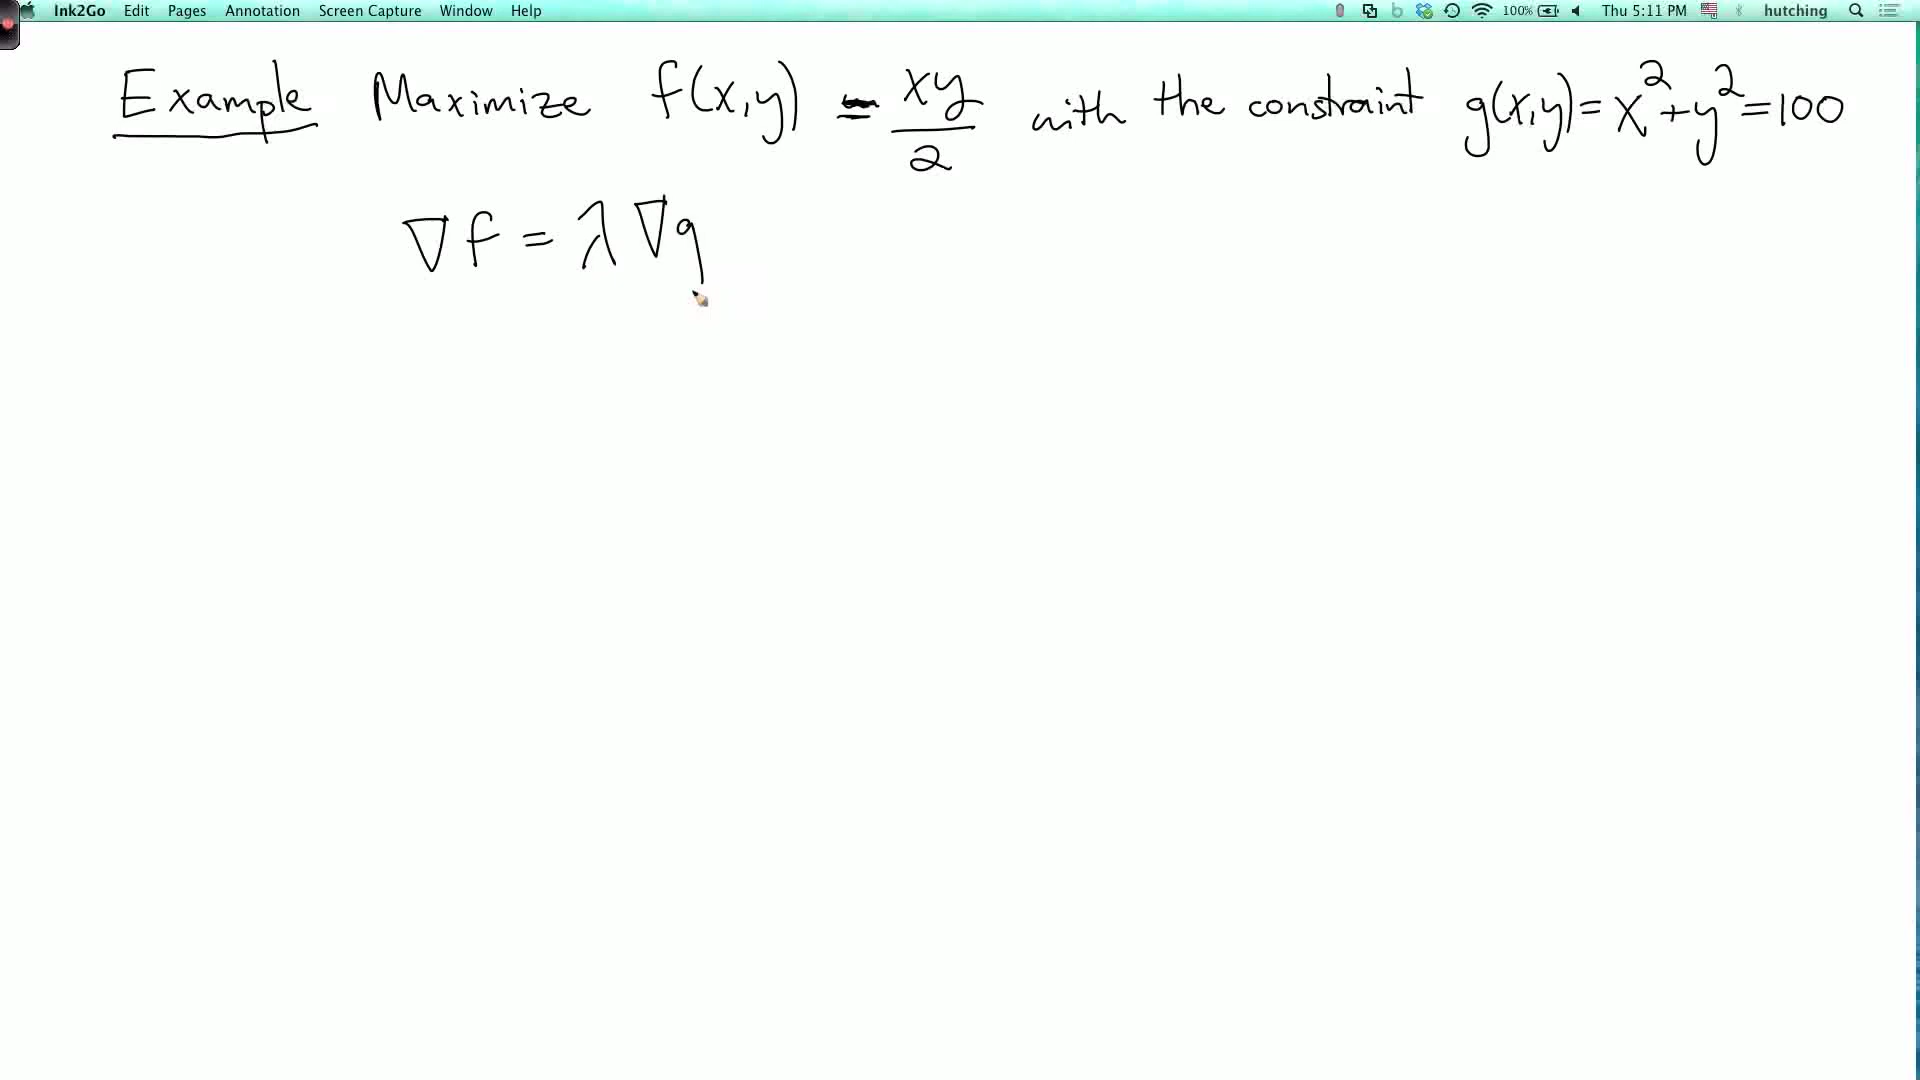 Ink2Go Edit Pages Annotation Screen Capture Window Help 100% Thu 5:11 PM hutching
Example Maximize f(x,y) = xy/2 with the constraint g(x,y) = x² + y² = 100
∇f = λ∇g